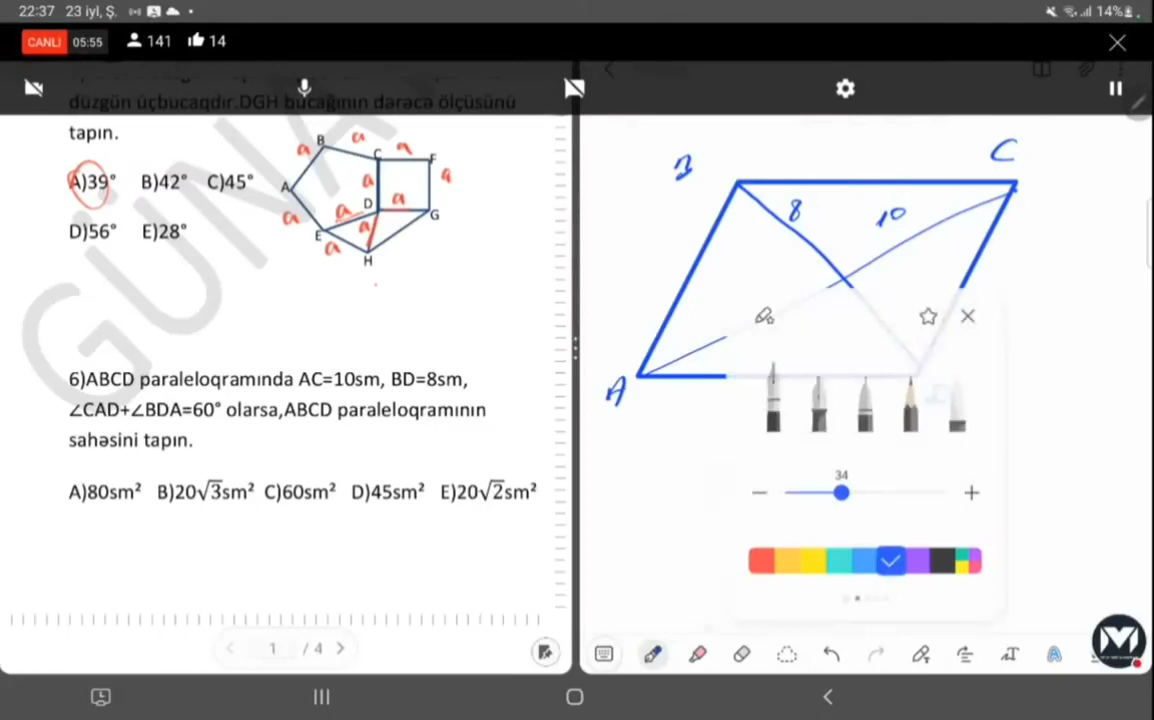 22:37 23 iyl, Ş.
14%
CANLI 05:55 141 14
düzgün üçbucaqdır.DGH bucağının dərəcə ölçüsünü
tapın.
A)39° B)42° C)45°
D)56° E)28°
B
a
a
C
a
F
a
A
a
D
a
a
a
G
a
E
a
H
GÜNA
6)ABCD paraleloqramında AC=10sm, BD=8sm,
∠CAD+∠BDA=60° olarsa,ABCD paraleloqramının
sahəsini tapın.
A)80sm² B)20√3sm² C)60sm² D)45sm² E)20√2sm²
1 / 4
B
C
8
10
A
34